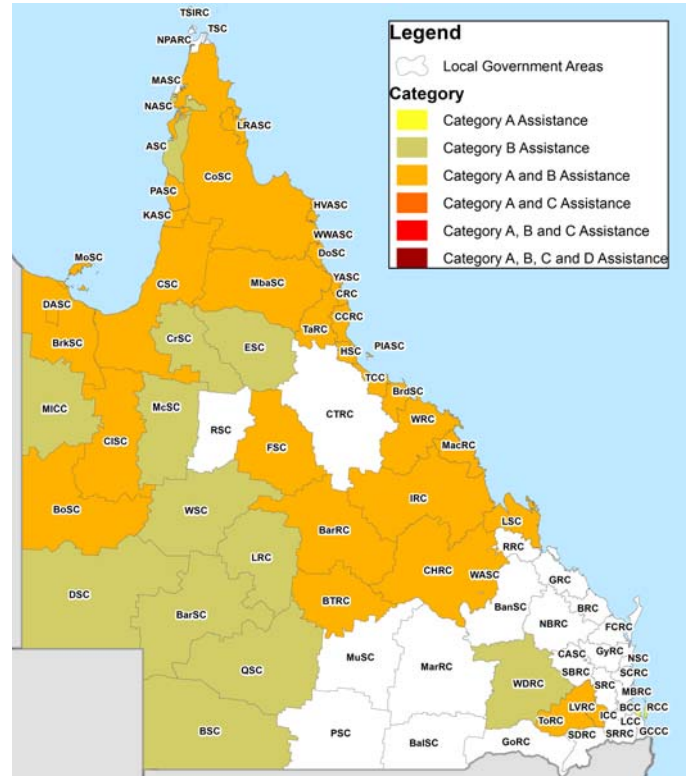 TSIRC
TSC
NPARC
MASC
NASC
LRASC
ASC
CoSC
PASC
KASC
HVASC
WWASC
DoSC
MoSC
YASC
CSC
MbaSC
CRC
DASC
CCRC
TaRC
BrkSC
HSC
PIASC
CrSC
ESC
TCC
BrdSC
MICC
McSC
CTRC
WRC
RSC
CISC
FSC
MacRC
IRC
BoSC
WSC
LSC
BarRC
RRC
LRC
CHRC
WASC
GRC
DSC
BTRC
BanSC
BRC
BarSC
NBRC
FCRC
MuSC
MarRC
CASC
GyRC
NSC
QSC
SBRC
SCRC
WDRC
SRC
MBRC
LVRC
BCC
RCC
BSC
PSC
ToRC
ICC
LCC
BalSC
GoRC
SDRC
SRRC
GCCC
Legend
Local Government Areas
Category
Category A Assistance
Category B Assistance
Category A and B Assistance
Category A and C Assistance
Category A, B and C Assistance
Category A, B, C and D Assistance